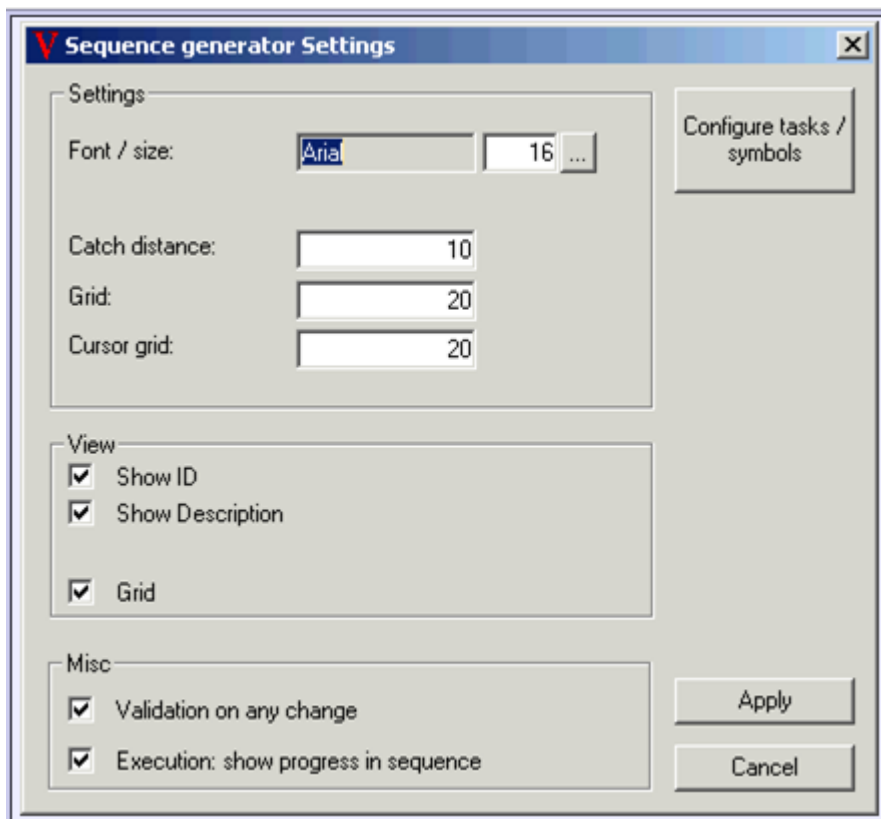 V Sequence generator Settings
Settings
Font / size: Arial 16 ...
Configure tasks /
symbols
Catch distance: 10
Grid: 20
Cursor grid: 20
View
Show ID
Show Description
Grid
Misc
Validation on any change
Execution: show progress in sequence
Apply
Cancel